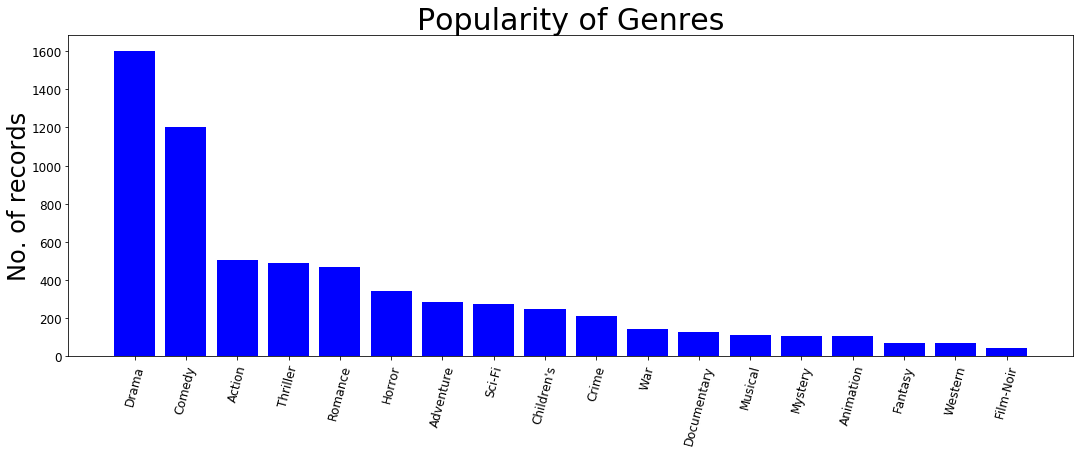 Popularity of Genres
No. of records
1600
1400
1200
1000
800
600
400
200
0
Drama
Comedy
Action
Thriller
Romance
Horror
Adventure
Sci-Fi
Children's
Crime
War
Documentary
Musical
Mystery
Animation
Fantasy
Western
Film-Noir